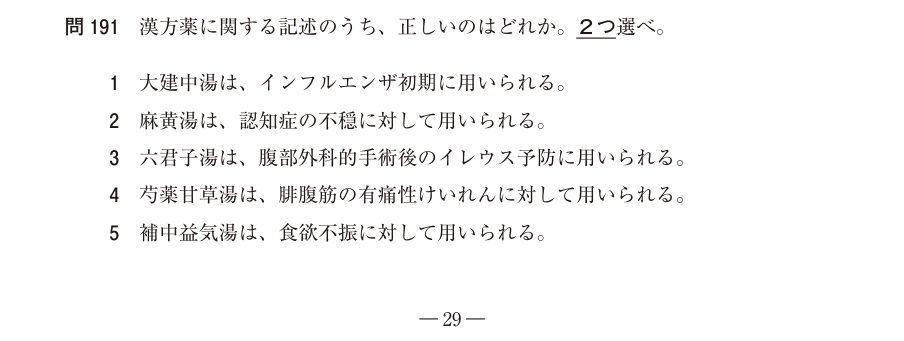 問 191 漢方薬に関する記述のうち、正しいのはどれか。2つ選べ。
1 大建中湯は、インフルエンザ初期に用いられる。
2 麻黄湯は、認知症の不穏に対して用いられる。
3 六君子湯は、腹部外科的手術後のイレウス予防に用いられる。
4 芍薬甘草湯は、腓腹筋の有痛性けいれんに対して用いられる。
5 補中益気湯は、食欲不振に対して用いられる。
— 29 —